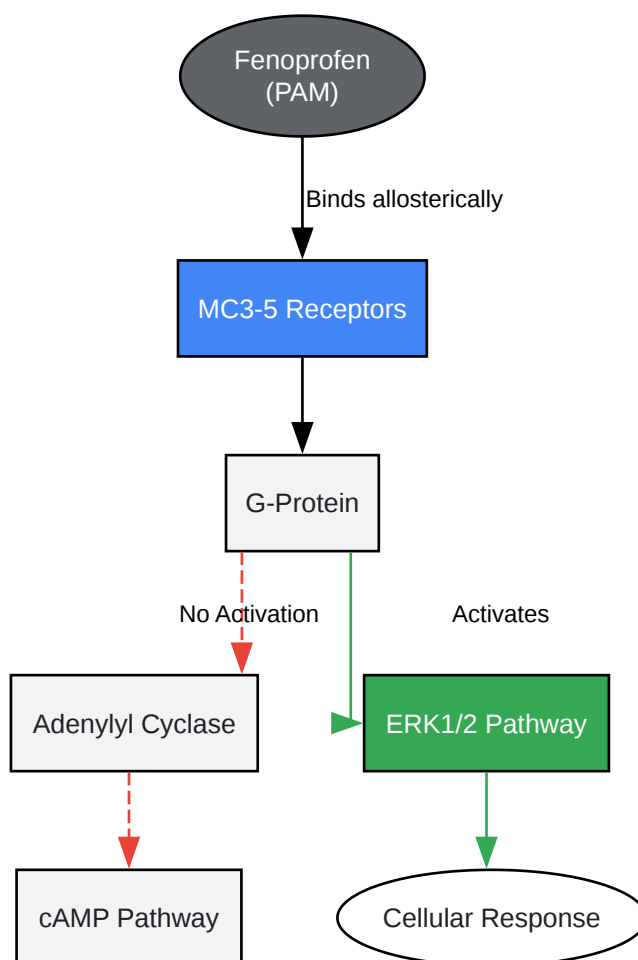 Fenoprofen
(PAM)
Binds allosterically
MC3-5 Receptors
G-Protein
No Activation
Activates
Adenylyl Cyclase
ERK1/2 Pathway
cAMP Pathway
Cellular Response